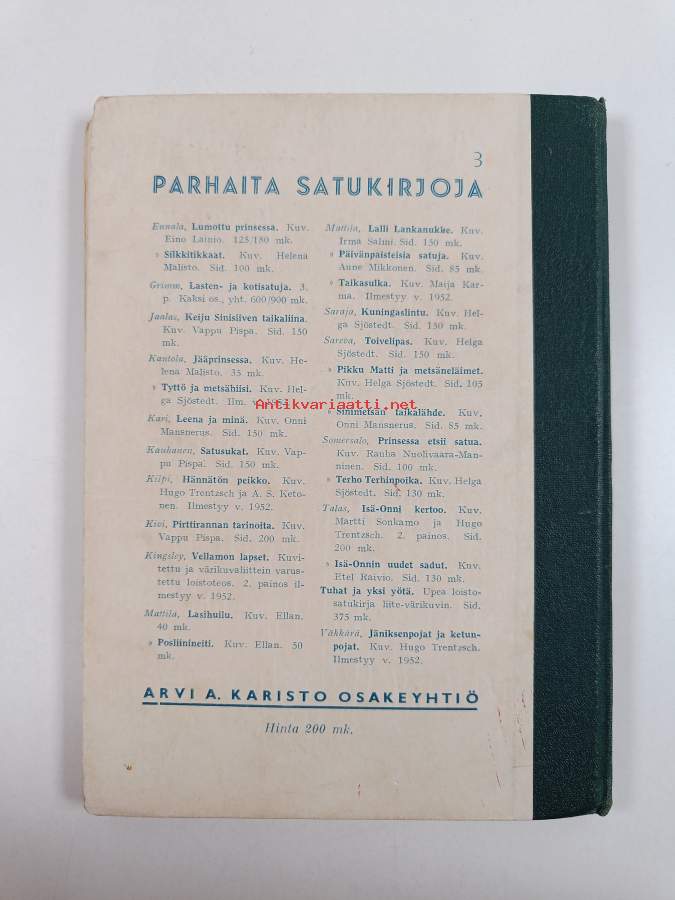 3
PARHAITA SATUKIRJOJA
Eunala, Lumottu prinsessa. Kuv.
Eino Lainio. 125/180 mk.
» Silkkitikkaat. Kuv. Helena
Malisto. Sid. 100 mk.
Grimm, Lasten- ja kotisatuja. 3.
p. Kaksi os., yht. 600/900 mk.
Jaalas, Keiju Sinisiiven taikaliina.
Kuv. Vappu Pispa. Sid. 150
mk.
Kantola, Jääprinsessa. Kuv. He-
lena Malisto. 35 mk.
» Tyttö ja metsähiisi. Kuv. Hel-
ga Sjöstedt. Ilm. v. 1952.
Kari, Leena ja minä. Kuv. Onni
Mansnerus. Sid. 150 mk.
Kauhanen, Satusukat. Kuv. Vap-
pu Pispa. Sid. 150 mk.
Kilpi, Hännätön peikko. Kuv.
Hugo Trentzsch ja A. S. Keto-
nen. Ilmestyy v. 1952.
Kivi, Pirttirannan tarinoita. Kuv.
Vappu Pispa. Sid. 200 mk.
Kingsley, Vellamon lapset. Kuvi-
tettu ja värikuvaliittein varus-
tettu loistoteos. 2. painos il-
mestyy v. 1952.
Mattila, Lasihuilu. Kuv. Ellan.
40 mk.
» Posliinineiti. Kuv. Ellan. 50
mk.
Mattila, Lalli Lankanukke. Kuv.
Irma Salmi. Sid. 150 mk.
» Päivänpaisteisia satuja. Kuv.
Aune Mikkonen. Sid. 85 mk.
» Taikasulka. Kuv. Maija Kar-
ma. Ilmestyy v. 1952.
Saraja, Kuningaslintu. Kuv. Hel-
ga Sjöstedt. Sid. 130 mk.
Sareva, Toivelipas. Kuv. Helga
Sjöstedt. Sid. 150 mk.
» Pikku Matti ja metsäneläimet.
Kuv. Helga Sjöstedt. Sid. 105
mk.
Antikvariaatti.net
» Sinimetsän taikalähde. Kuv.
Onni Mansnerus. Sid. 85 mk.
Somersalo, Prinsessa etsii satua.
Kuv. Rauha Nuolivaara-Man-
ninen. Sid. 100 mk.
» Terho Terhinpoika. Kuv. Helga
Sjöstedt. Sid. 130 mk.
Talas, Isä-Onni kertoo. Kuv.
Martti Sonkamo ja Hugo
Trentzsch. 2. painos. Sid.
200 mk.
» Isä-Onnin uudet sadut. Kuv.
Etel Raivio. Sid. 130 mk.
Tuhat ja yksi yötä. Upea loisto-
satukirja liite-värikuvin. Sid.
375 mk.
Vähkärä, Jäniksenpojat ja ketun-
pojat. Kuv. Hugo Trentzsch.
Ilmestyy v. 1952.
ARVI A. KARISTO OSAKEYHTIÖ
Hinta 200 mk.